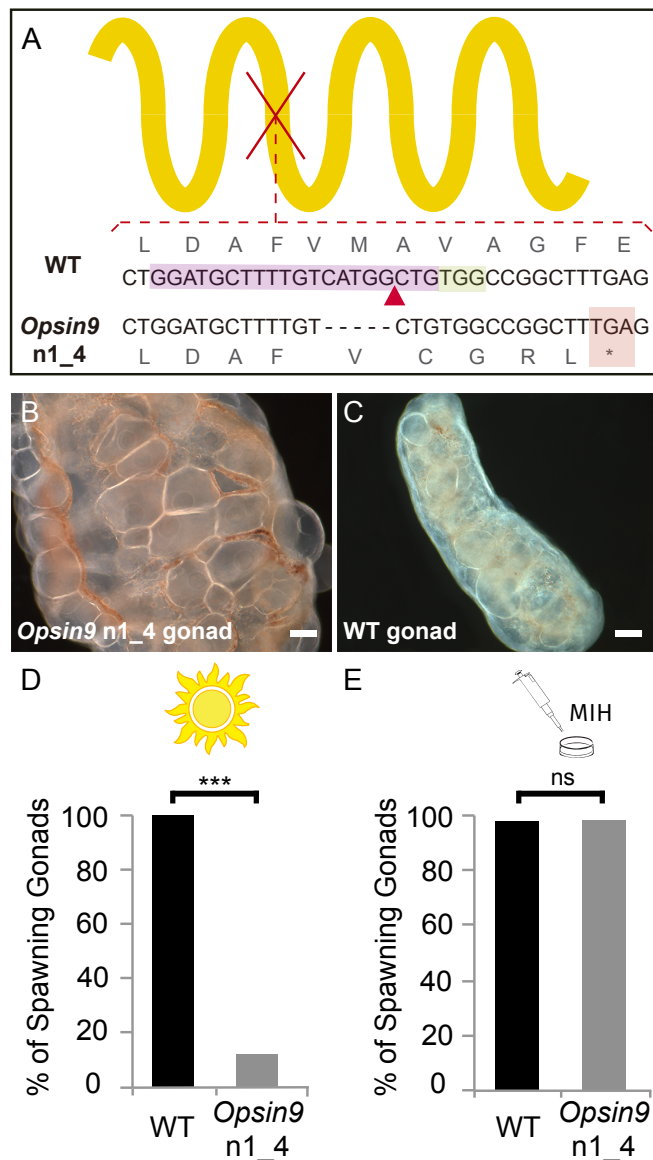 A
L D A F V M A V A G F E
WT
CTGGATGCTTTTGTCATGGCTGTGGCCGGCTTTGAG
Opsin9
n1_4
CTGGATGCTTTTGT-----CTGTGGCCGGCTTTGAG
L D A F V C G R L *
B
Opsin9 n1_4 gonad
C
WT gonad
D
***
% of Spawning Gonads
100
80
60
40
20
0
WT
Opsin9
n1_4
E
MIH
ns
% of Spawning Gonads
100
80
60
40
20
0
WT
Opsin9
n1_4